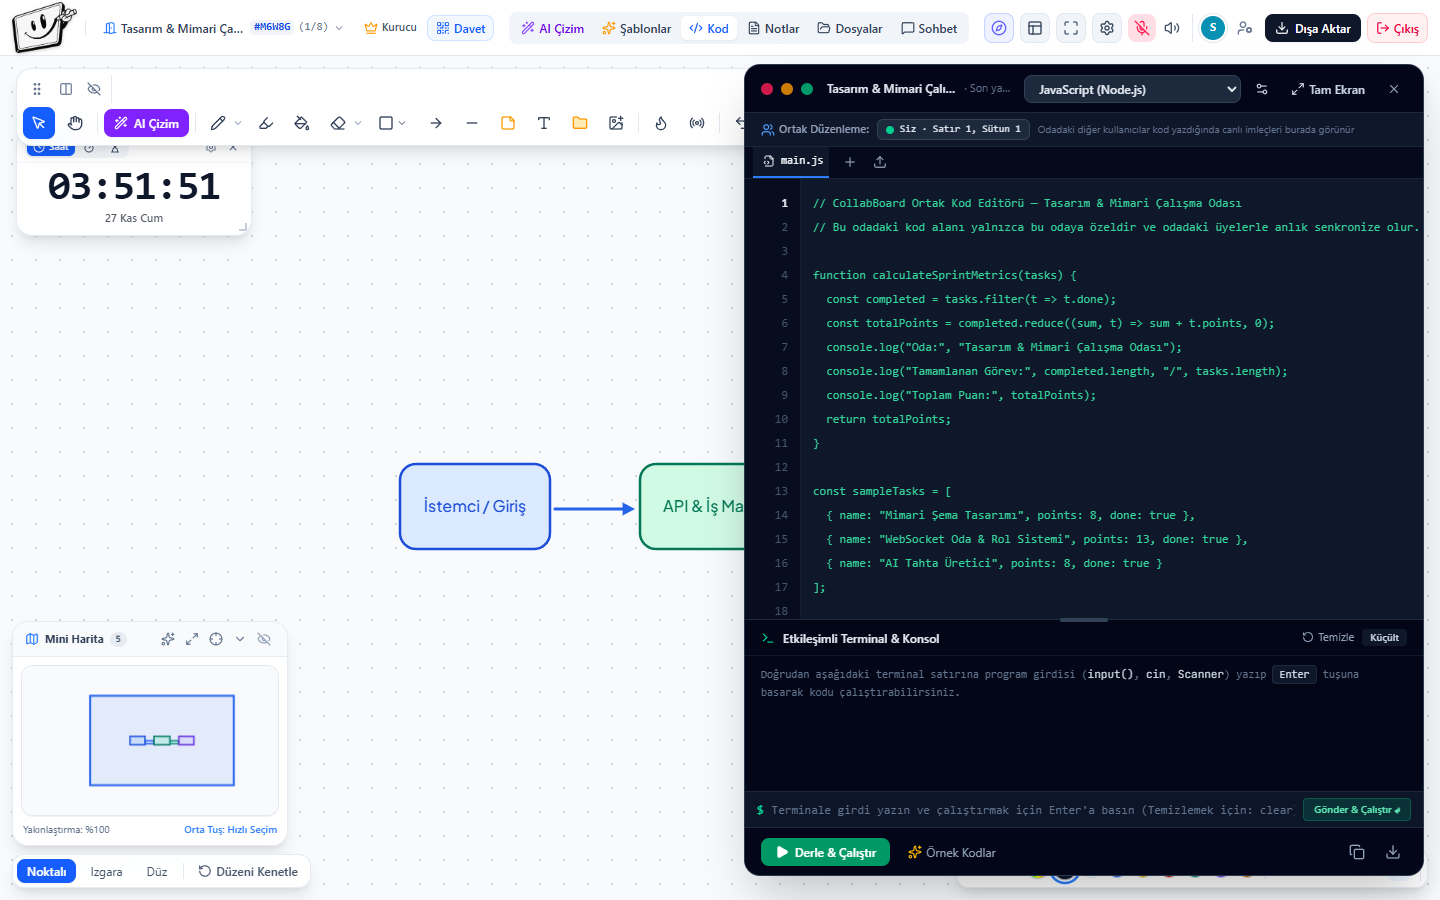 Tasarım & Mimari Ça... #M6W8G (1/8) Kurucu Davet AI Çizim Şablonlar Kod Notlar Dosyalar Sohbet S Dışa Aktar Çıkış
AI Çizim
Saat
03:51:51
27 Kas Cum
İstemci / Giriş
API & İş Ma
Mini Harita 5
Yakınlaştırma: %100 Orta Tuş: Hızlı Seçim
Noktalı Izgara Düz Düzeni Kenetle
Tasarım & Mimari Çalı... · Son ya... JavaScript (Node.js) Tam Ekran
Ortak Düzenleme: Siz · Satır 1, Sütun 1 Odadaki diğer kullanıcılar kod yazdığında canlı imleçleri burada görünür
main.js
1 // CollabBoard Ortak Kod Editörü — Tasarım & Mimari Çalışma Odası
2 // Bu odadaki kod alanı yalnızca bu odaya özeldir ve odadaki üyelerle anlık senkronize olur.
3
4 function calculateSprintMetrics(tasks) {
5 const completed = tasks.filter(t => t.done);
6 const totalPoints = completed.reduce((sum, t) => sum + t.points, 0);
7 console.log("Oda:", "Tasarım & Mimari Çalışma Odası");
8 console.log("Tamamlanan Görev:", completed.length, "/", tasks.length);
9 console.log("Toplam Puan:", totalPoints);
10 return totalPoints;
11 }
12
13 const sampleTasks = [
14 { name: "Mimari Şema Tasarımı", points: 8, done: true },
15 { name: "WebSocket Oda & Rol Sistemi", points: 13, done: true },
16 { name: "AI Tahta Üretici", points: 8, done: true }
17 ];
18
Etkileşimli Terminal & Konsol Temizle Küçült
Doğrudan aşağıdaki terminal satırına program girdisi (input(), cin, Scanner) yazıp Enter tuşuna
basarak kodu çalıştırabilirsiniz.
$ Terminale girdi yazın ve çalıştırmak için Enter'a basın (Temizlemek için: clear) Gönder & Çalıştır
Derle & Çalıştır Örnek Kodlar